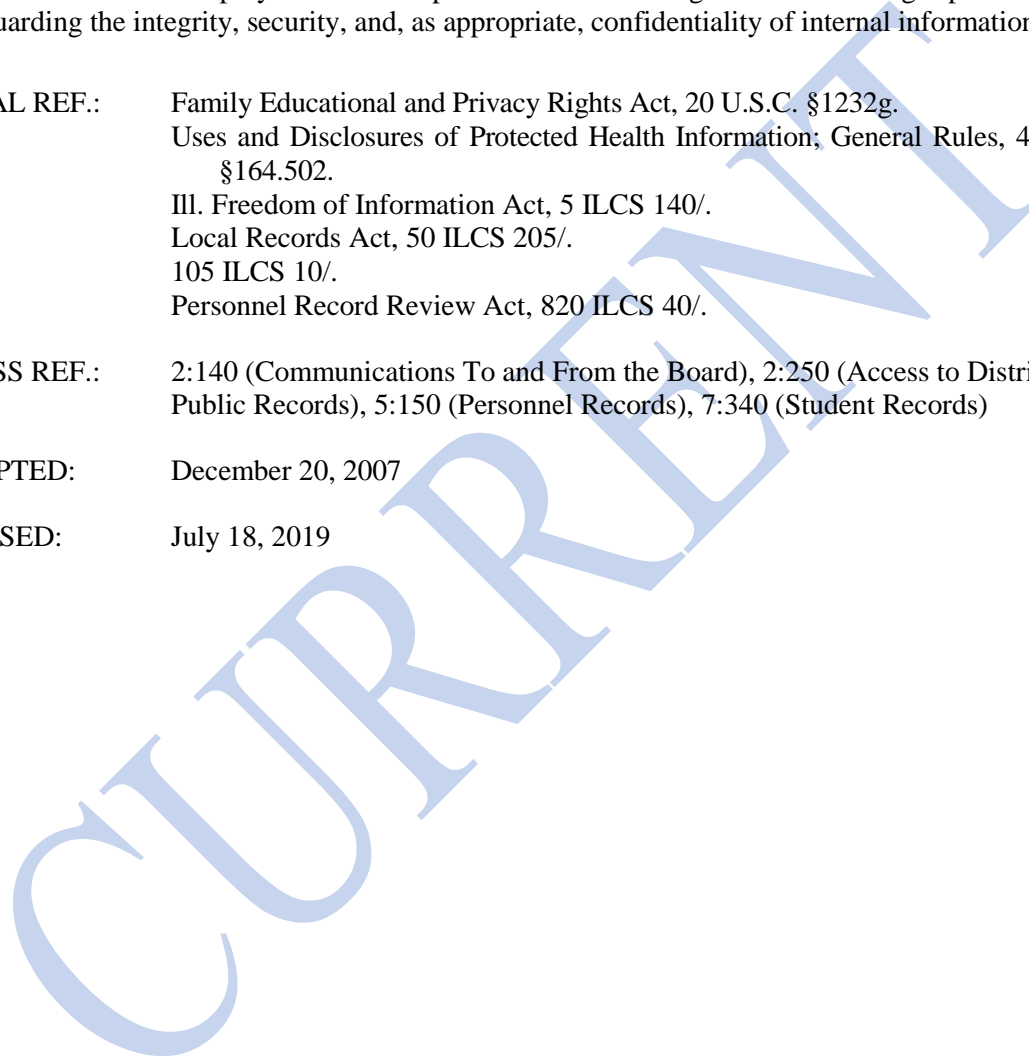 guarding the integrity, security, and, as appropriate, confidentiality of internal information
AL REF.: Family Educational and Privacy Rights Act, 20 U.S.C. §1232g.
Uses and Disclosures of Protected Health Information; General Rules, 4
§164.502.
Ill. Freedom of Information Act, 5 ILCS 140/.
Local Records Act, 50 ILCS 205/.
105 ILCS 10/.
Personnel Record Review Act, 820 ILCS 40/.
SS REF.: 2:140 (Communications To and From the Board), 2:250 (Access to Distri
Public Records), 5:150 (Personnel Records), 7:340 (Student Records)
PTED: December 20, 2007
SED: July 18, 2019
CURRENT